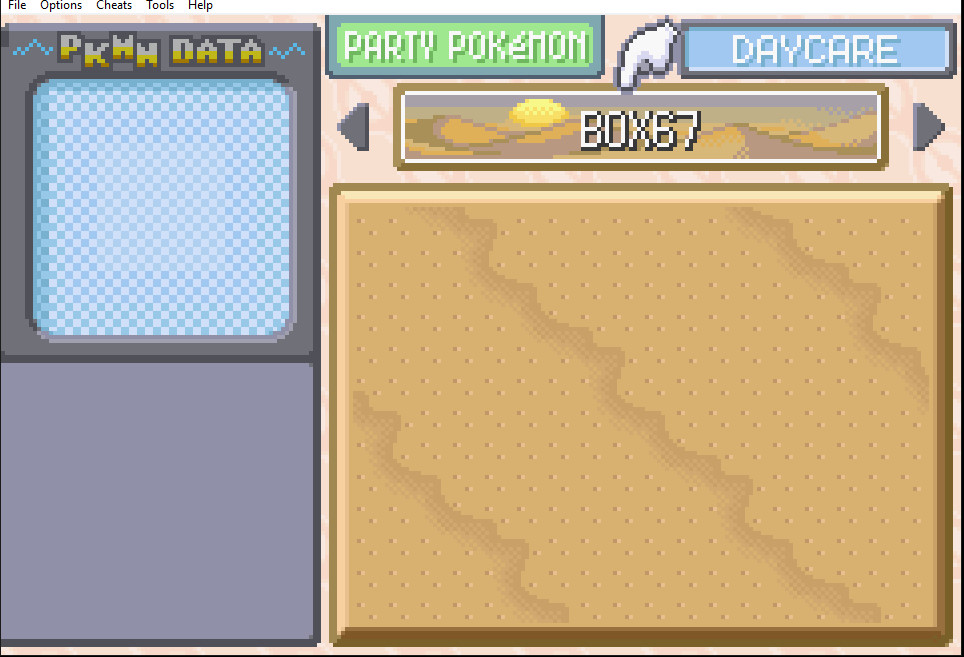 File Options Cheats Tools Help
PKMN DATA
PARTY POKéMON
DAYCARE
BOX67